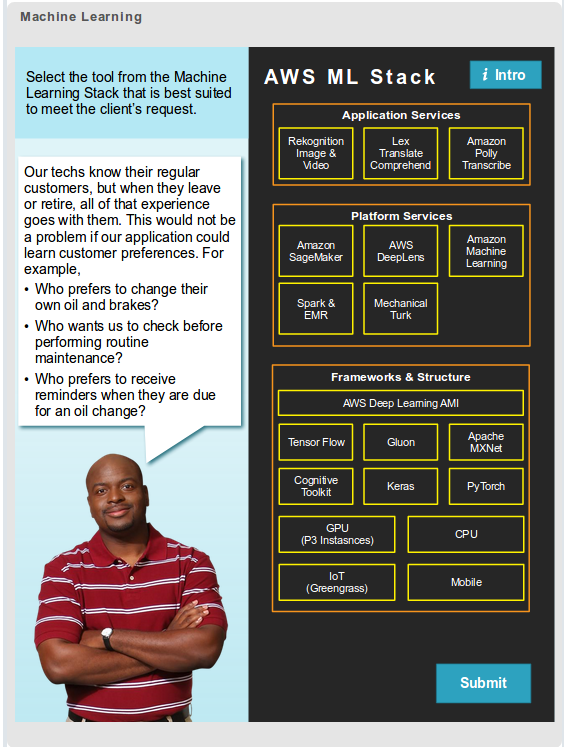 Machine Learning
Select the tool from the Machine
Learning Stack that is best suited
to meet the client's request.
Our techs know their regular
customers, but when they leave
or retire, all of that experience
goes with them. This would not be
a problem if our application could
learn customer preferences. For
example,
• Who prefers to change their
own oil and brakes?
• Who wants us to check before
performing routine
maintenance?
• Who prefers to receive
reminders when they are due
for an oil change?
AWS ML Stack
i Intro
Application Services
Rekognition
Image &
Video
Lex
Translate
Comprehend
Amazon
Polly
Transcribe
Platform Services
Amazon
SageMaker
AWS
DeepLens
Amazon
Machine
Learning
Spark &
EMR
Mechanical
Turk
Frameworks & Structure
AWS Deep Learning AMI
Tensor Flow
Gluon
Apache
MXNet
Cognitive
Toolkit
Keras
PyTorch
GPU
(P3 Instasnces)
CPU
IoT
(Greengrass)
Mobile
Submit